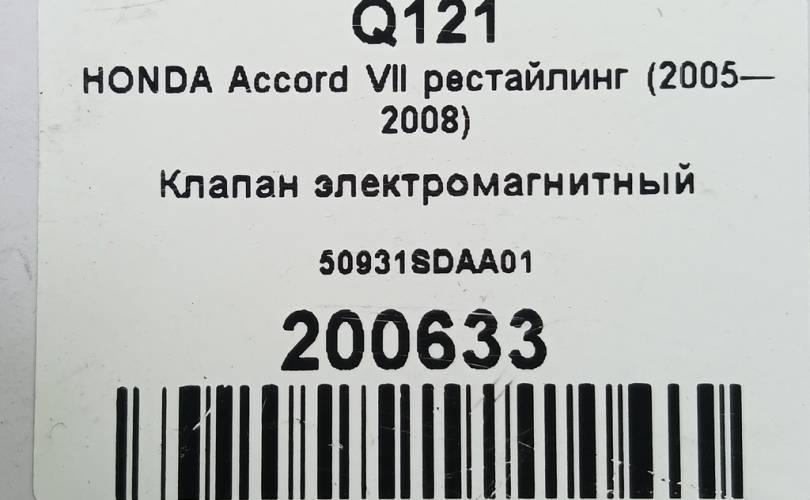 Q121
HONDA Accord VII рестайлинг (2005—
2008)
Клапан электромагнитный
50931SDAA01
200633